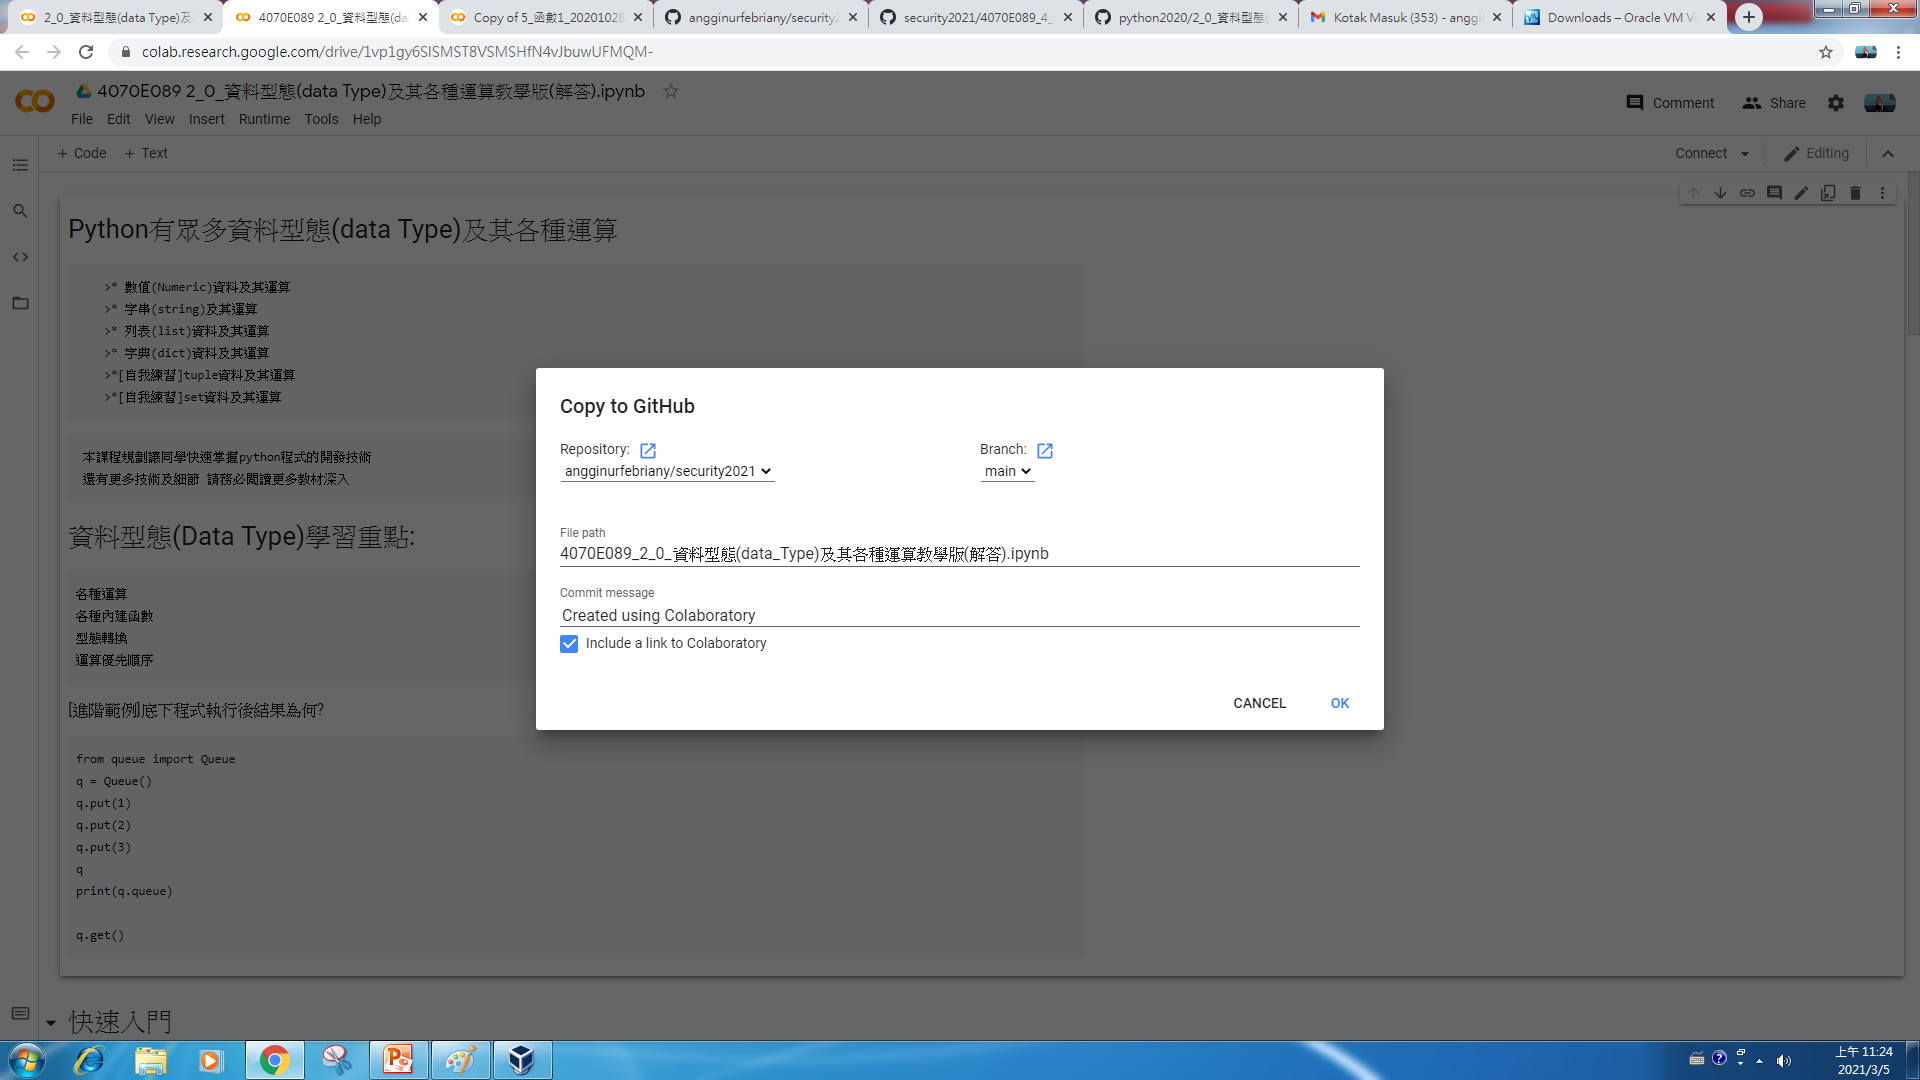 2_0_資料型態(data Type)及
4070E089 2_0_資料型態(da
Copy of 5_函數1_20201028
angginurfebriany/security2
security2021/4070E089_4_
python2020/2_0_資料型態(
Kotak Masuk (353) - anggi
Downloads – Oracle VM Vi
colab.research.google.com/drive/1vp1gy6SISMST8VSMSHfN4vJbuwUFMQM-
4070E089 2_0_資料型態(data Type)及其各種運算教學版(解答).ipynb
Comment
Share
File Edit View Insert Runtime Tools Help
+ Code + Text
Connect
Editing
Python有眾多資料型態(data Type)及其各種運算
>* 數值(Numeric)資料及其運算
>* 字串(string)及其運算
>* 列表(list)資料及其運算
>* 字典(dict)資料及其運算
>*[自我練習]tuple資料及其運算
>*[自我練習]set資料及其運算
本課程規劃讓同學快速掌握python程式的開發技術
還有更多技術及細節 請務必閱讀更多教材深入
資料型態(Data Type)學習重點:
各種運算
各種內建函數
型態轉換
運算優先順序
[進階範例]底下程式執行後結果為何?
from queue import Queue
q = Queue()
q.put(1)
q.put(2)
q.put(3)
q
print(q.queue)
q.get()
快速入門
Copy to GitHub
Repository:
angginurfebriany/security2021
Branch:
main
File path
4070E089_2_0_資料型態(data_Type)及其各種運算教學版(解答).ipynb
Commit message
Created using Colaboratory
Include a link to Colaboratory
CANCEL OK
上午 11:24
2021/3/5